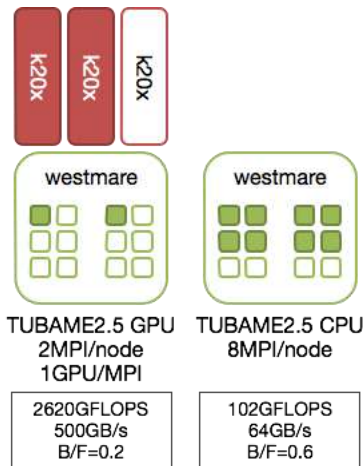 k20x k20x k20x
westmare
TUBAME2.5 GPU
2MPI/node
1GPU/MPI
2620GFLOPS
500GB/s
B/F=0.2
westmare
TUBAME2.5 CPU
8MPI/node
102GFLOPS
64GB/s
B/F=0.6